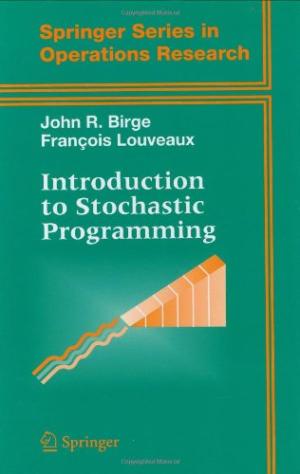 Springer Series in
Operations Research
John R. Birge
François Louveaux
Introduction
to Stochastic
Programming
Springer